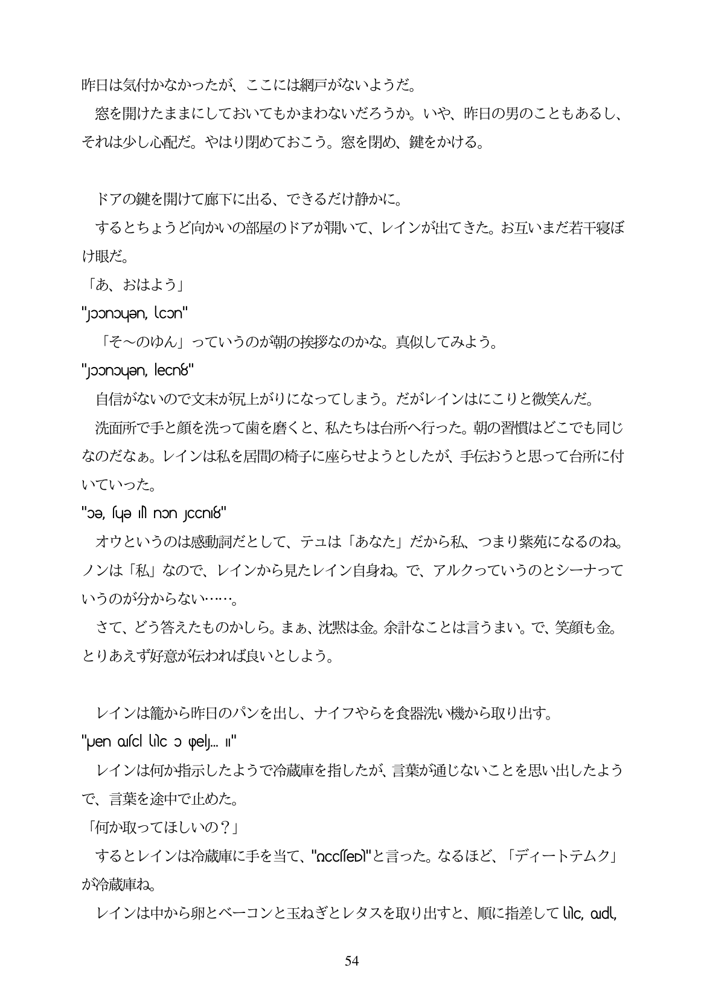 昨日は気付かなかったが、ここには網戸がないようだ。
窓を開けたままにしておいてもかまわないだろうか。いや、昨日の男のこともあるし、
それは少し心配だ。やはり閉めておこう。窓を閉め、鍵をかける。
ドアの鍵を開けて廊下に出る、できるだけ静かに。
するとちょうど向かいの部屋のドアが開いて、レインが出てきた。お互いまだ若干寝ぼ
け眼だ。
「あ、おはよう」
「そ～のゆん」っていうのが朝の挨拶なのかな。真似してみよう。
自信がないので文末が尻上がりになってしまう。だがレインはにこりと微笑んだ。
洗面所で手と顔を洗って歯を磨くと、私たちは台所へ行った。朝の習慣はどこでも同じ
なのだなぁ。レインは私を居間の椅子に座らせようとしたが、手伝おうと思って台所に付
いていった。
オウというのは感動詞だとして、テュは「あなた」だから私、つまり紫苑になるのね。
ノンは「私」なので、レインから見たレイン自身ね。で、アルクっていうのとシーナって
いうのが分からない……。
さて、どう答えたものかしら。まぁ、沈黙は金。余計なことは言うまい。で、笑顔も金。
とりあえず好意が伝われば良いとしよう。
レインは籠から昨日のパンを出し、ナイフやらを食器洗い機から取り出す。
レインは何か指示したようで冷蔵庫を指したが、言葉が通じないことを思い出したよう
で、言葉を途中で止めた。
「何か取ってほしいの？」
するとレインは冷蔵庫に手を当て、と言った。なるほど、「ディートテムク」
が冷蔵庫ね。
レインは中から卵とベーコンと玉ねぎとレタスを取り出すと、順に指差して
54